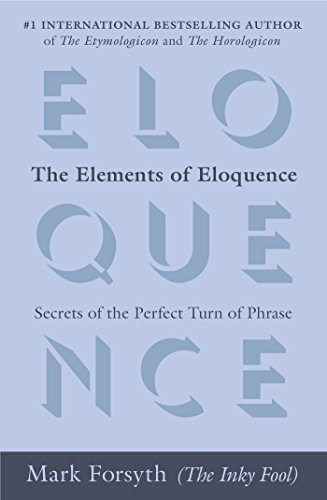 #1 INTERNATIONAL BESTSELLING AUTHOR
of The Etymologicon and The Horologicon
ELO
The Elements of Eloquence
QUE
Secrets of the Perfect Turn of Phrase
NCE
Mark Forsyth (The Inky Fool)